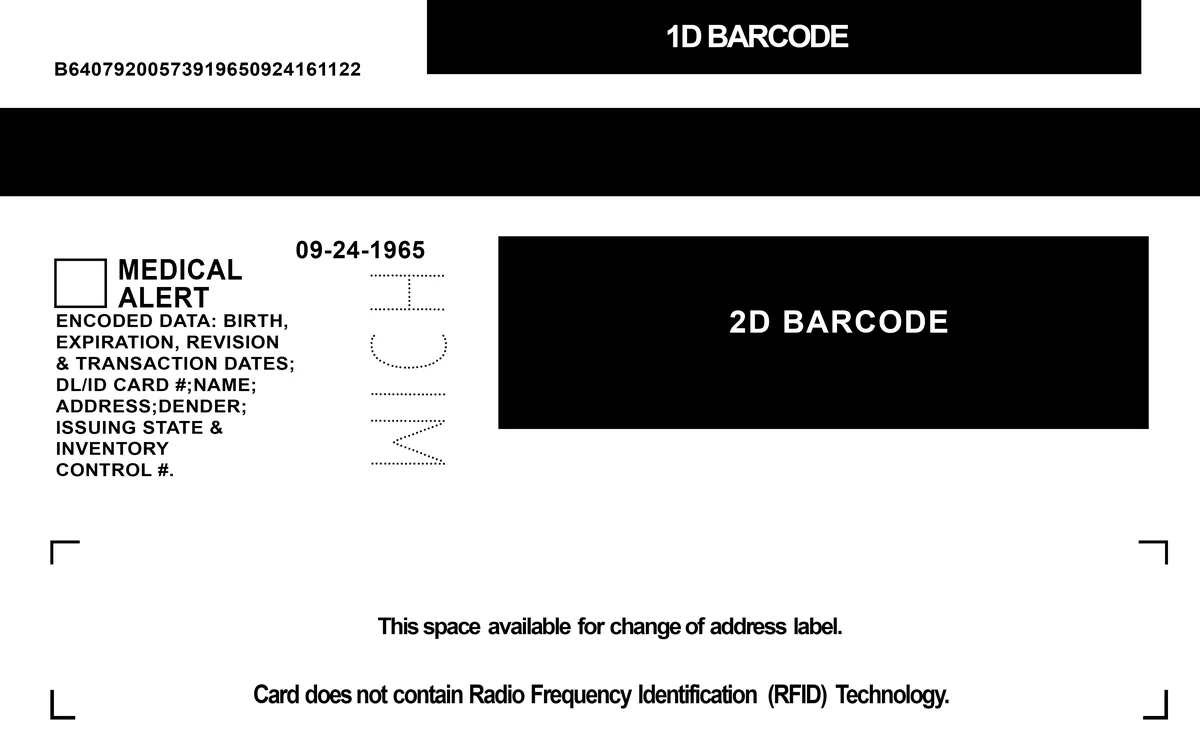 1D BARCODE
B64079200573919650924161122
09-24-1965
MEDICAL
ALERT
ENCODED DATA: BIRTH,
EXPIRATION, REVISION
& TRANSACTION DATES;
DL/ID CARD #;NAME;
ADDRESS;DENDER;
ISSUING STATE &
INVENTORY
CONTROL #.
MICH
2D BARCODE
This space available for change of address label.
Card does not contain Radio Frequency Identification (RFID) Technology.